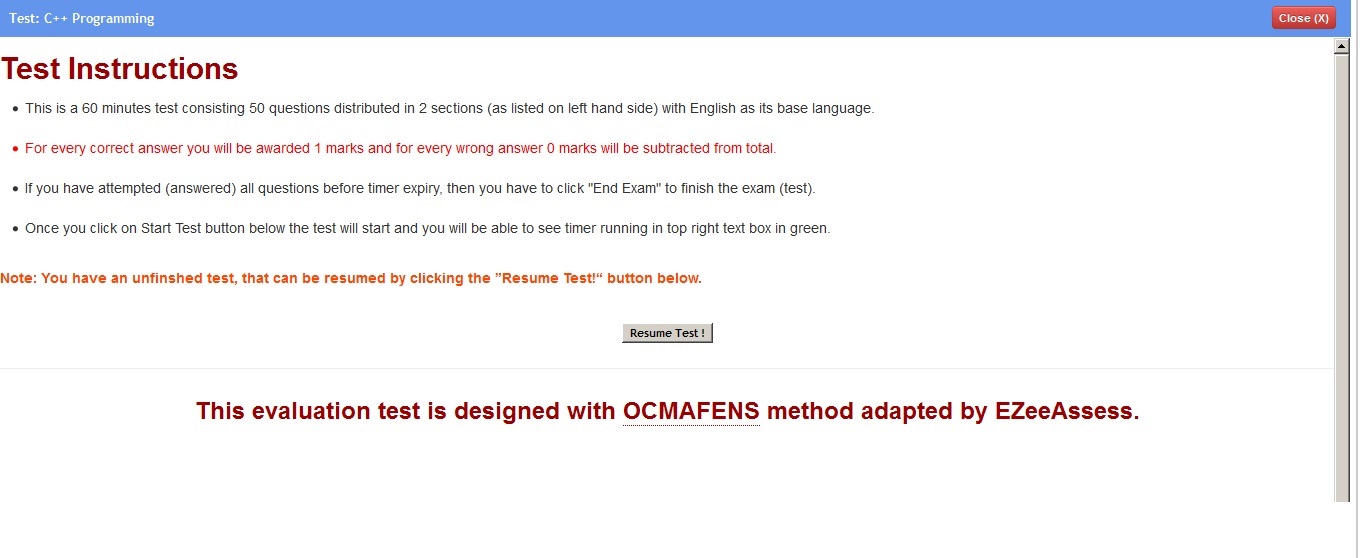 Test: C++ Programming
Close (X)
Test Instructions
• This is a 60 minutes test consisting 50 questions distributed in 2 sections (as listed on left hand side) with English as its base language.
• For every correct answer you will be awarded 1 marks and for every wrong answer 0 marks will be subtracted from total.
• If you have attempted (answered) all questions before timer expiry, then you have to click "End Exam" to finish the exam (test).
• Once you click on Start Test button below the test will start and you will be able to see timer running in top right text box in green.
Note: You have an unfinshed test, that can be resumed by clicking the ”Resume Test!“ button below.
Resume Test !
This evaluation test is designed with OCMAFENS method adapted by EZeeAssess.